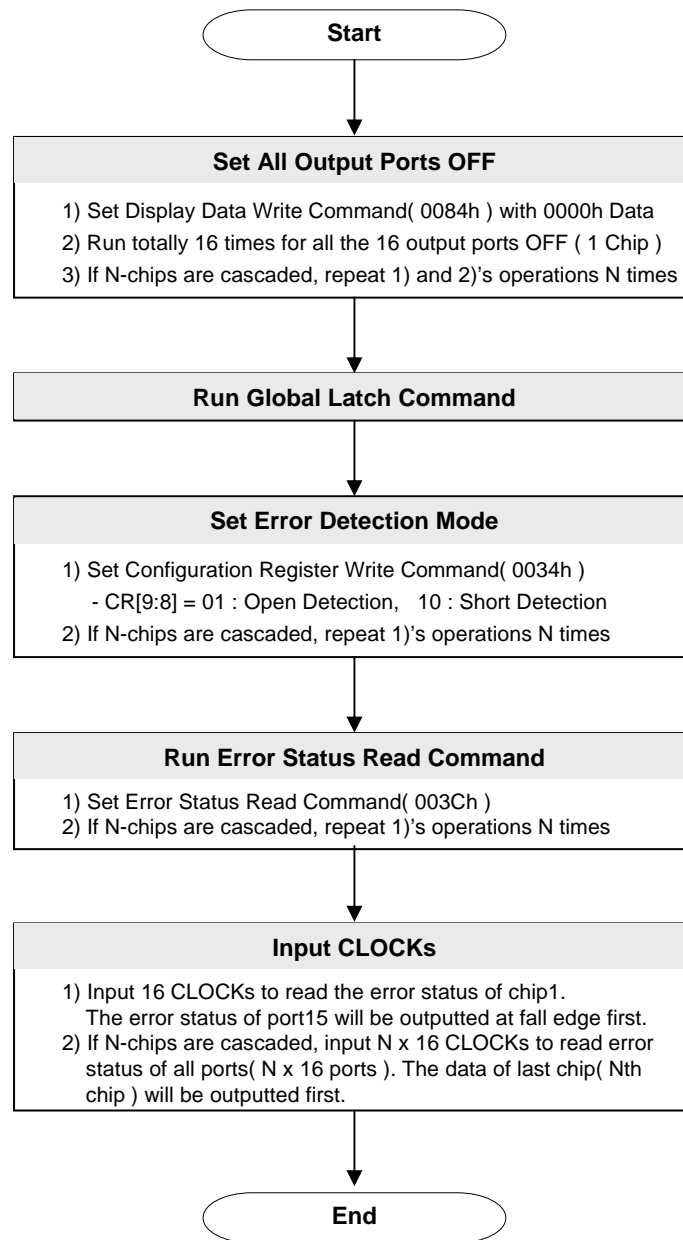 Start
Set All Output Ports OFF
1) Set Display Data Write Command( 0084h ) with 0000h Data
2) Run totally 16 times for all the 16 output ports OFF ( 1 Chip )
3) If N-chips are cascaded, repeat 1) and 2)'s operations N times
Run Global Latch Command
Set Error Detection Mode
1) Set Configuration Register Write Command( 0034h )
- CR[9:8] = 01 : Open Detection, 10 : Short Detection
2) If N-chips are cascaded, repeat 1)'s operations N times
Run Error Status Read Command
1) Set Error Status Read Command( 003Ch )
2) If N-chips are cascaded, repeat 1)'s operations N times
Input CLOCKs
1) Input 16 CLOCKs to read the error status of chip1.
The error status of port15 will be outputted at fall edge first.
2) If N-chips are cascaded, input N x 16 CLOCKs to read error
status of all ports( N x 16 ports ). The data of last chip( Nth
chip ) will be outputted first.
End